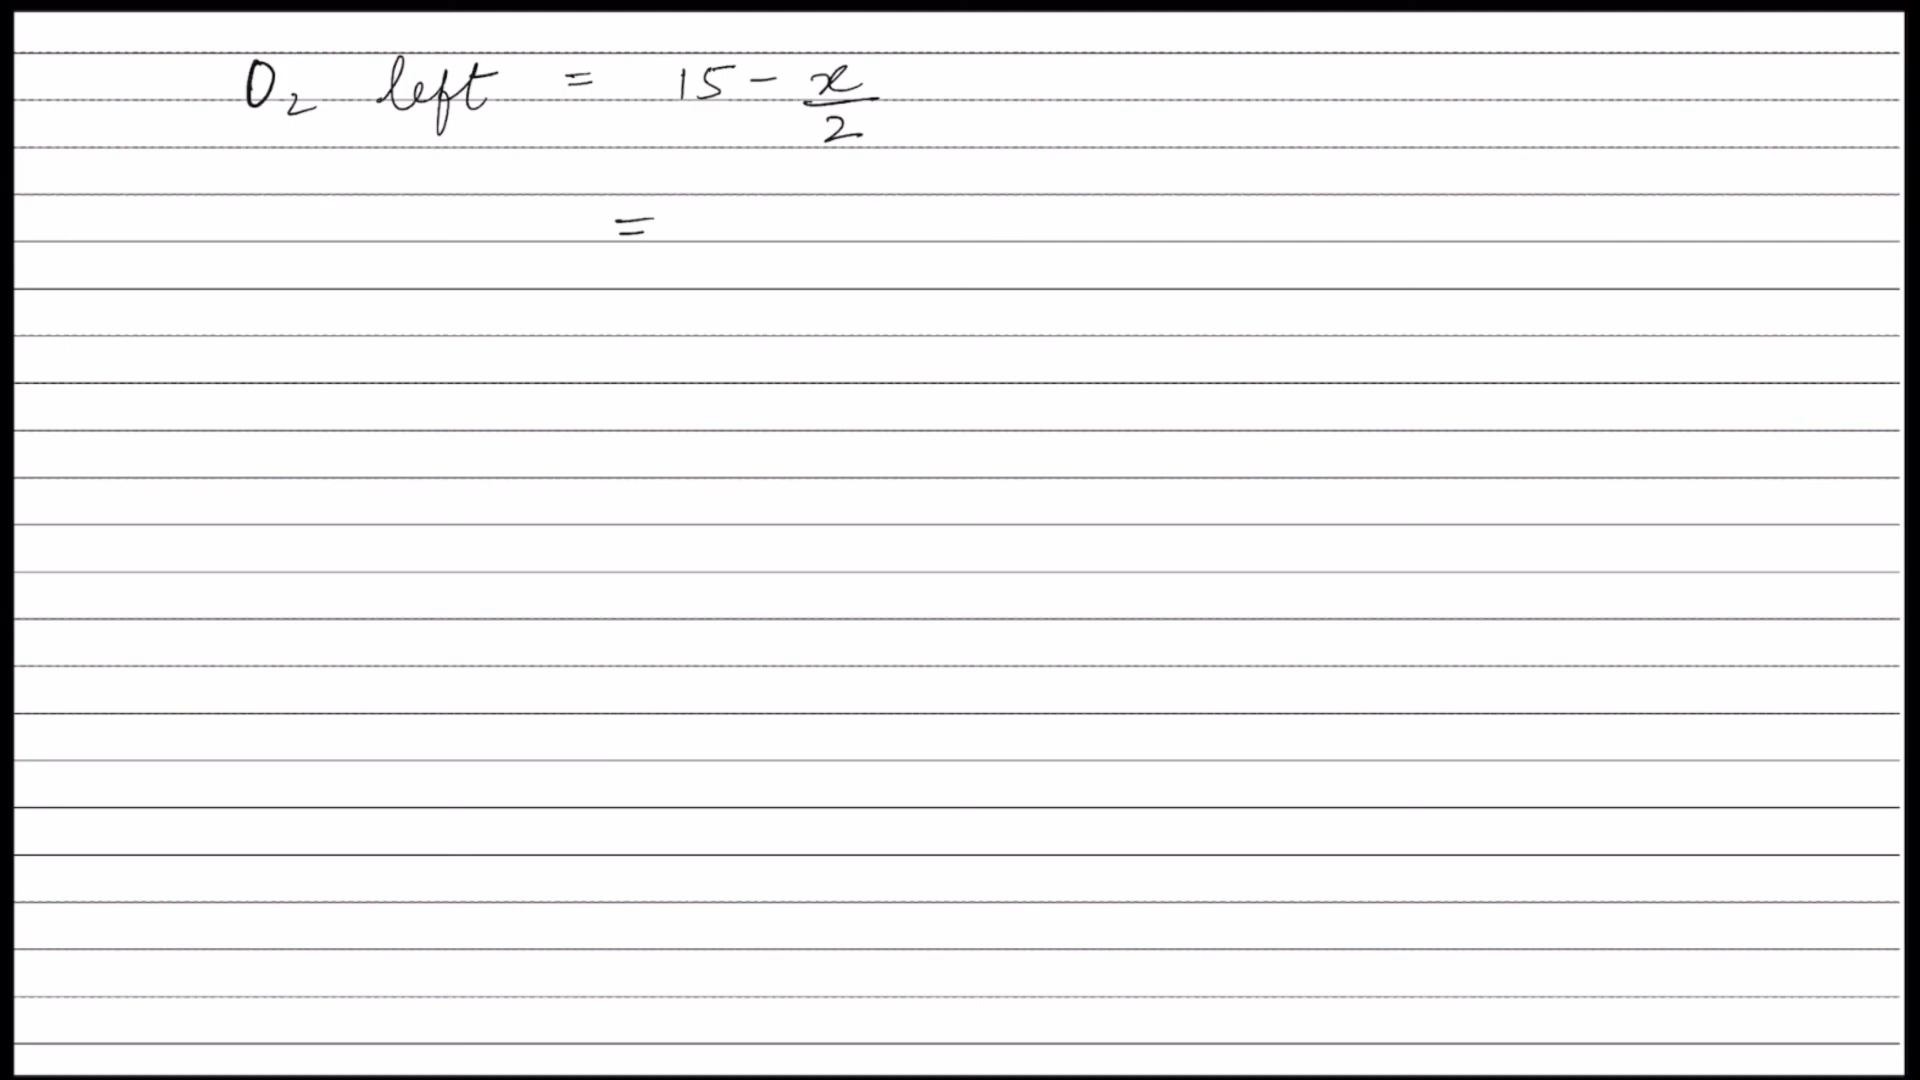 O₂ left = 15 - x/2
=